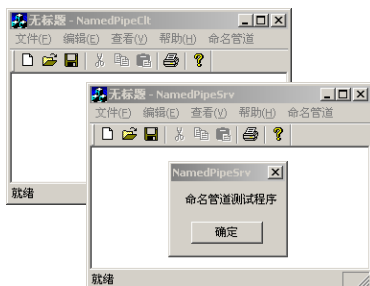 无标题 - NamedPipeClt
文件(F) 编辑(E) 查看(V) 帮助(H) 命名管道
就绪
无标题 - NamedPipeSrv
文件(F) 编辑(E) 查看(V) 帮助(H) 命名管道
NamedPipeSrv
命名管道测试程序
确定
就绪